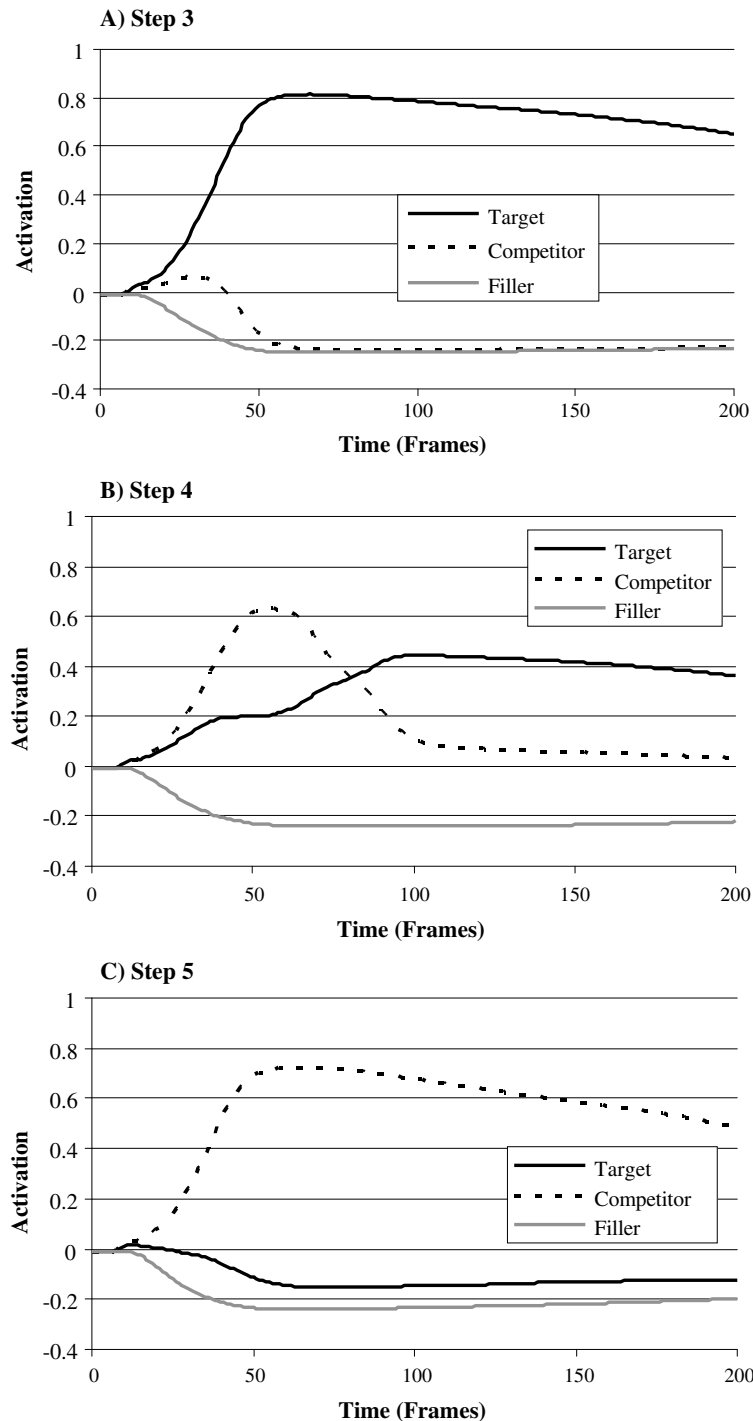 A) Step 3
1
0.8
0.6
0.4
0.2
0
-0.2
-0.4
Activation
Target
Competitor
Filler
0 50 100 150 200
Time (Frames)
B) Step 4
1
0.8
0.6
0.4
0.2
0
-0.2
-0.4
Activation
Target
Competitor
Filler
0 50 100 150 200
Time (Frames)
C) Step 5
1
0.8
0.6
0.4
0.2
0
-0.2
-0.4
Activation
Target
Competitor
Filler
0 50 100 150 200
Time (Frames)